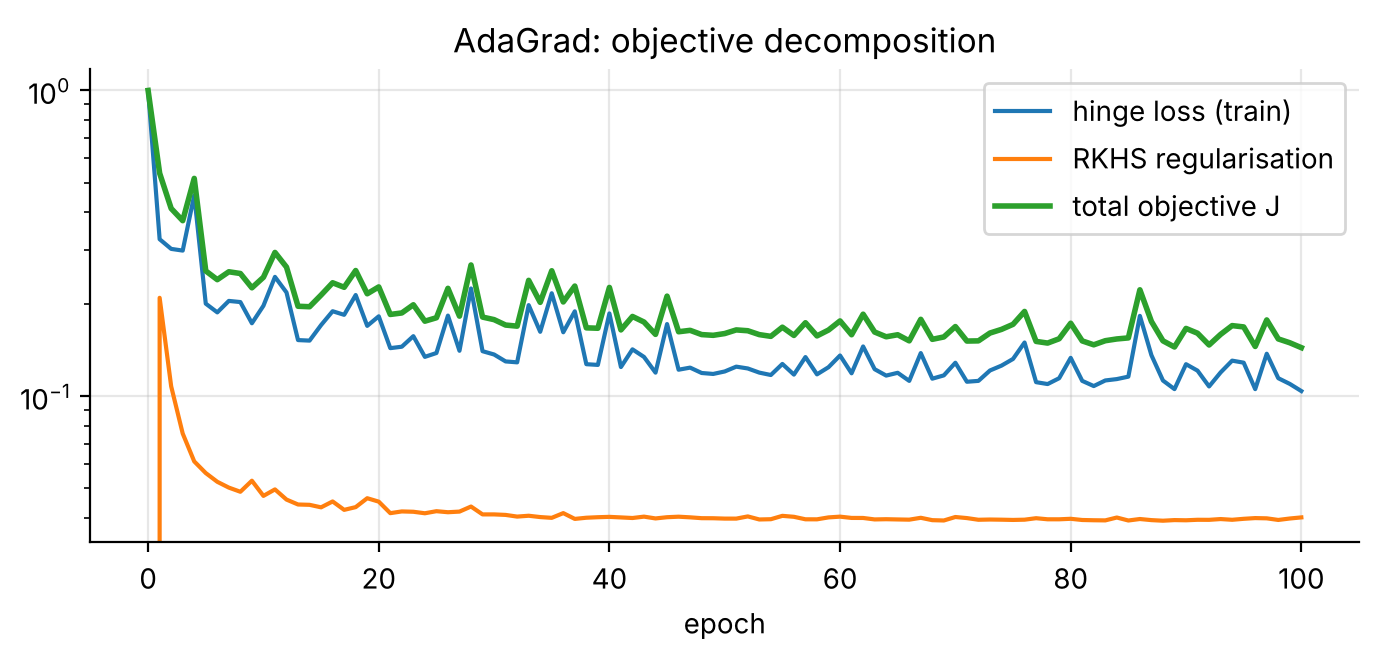 AdaGrad: objective decomposition
10⁰
10⁻¹
hinge loss (train)
RKHS regularisation
total objective J
0 20 40 60 80 100
epoch